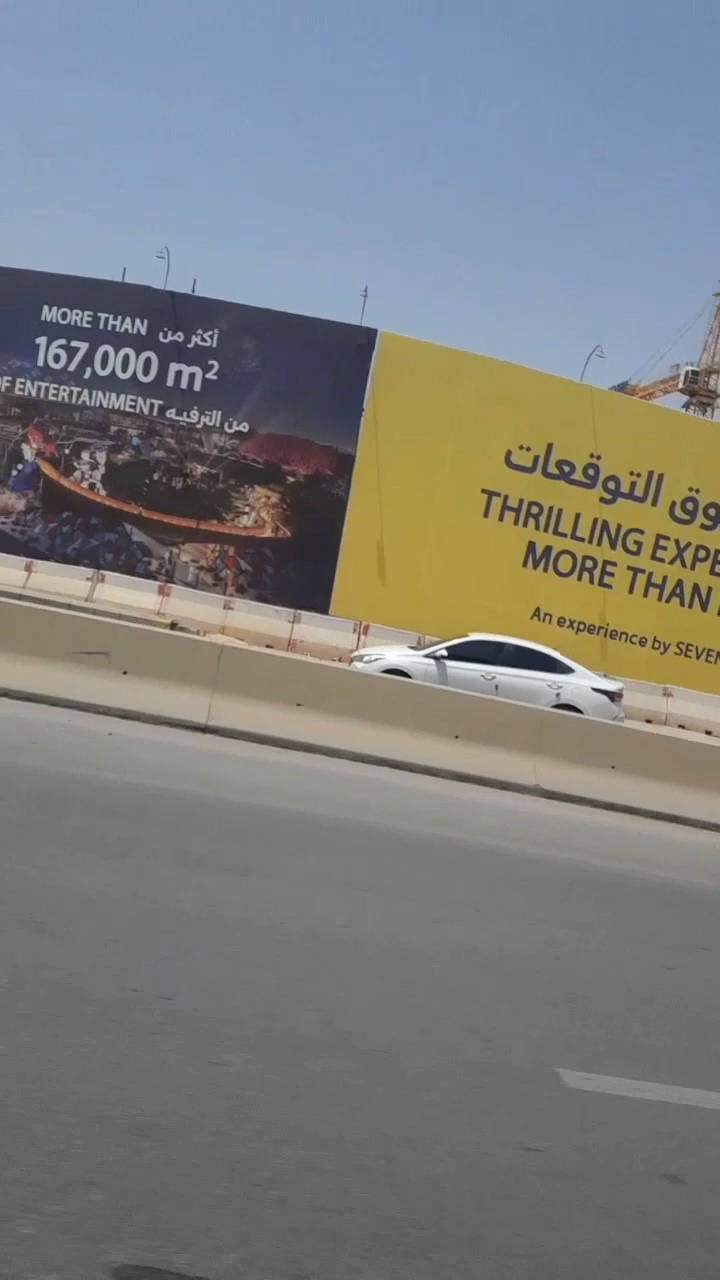 MORE THAN أكثر من
167,000 m²
OF ENTERTAINMENT من الترفيه
التوقعات
THRILLING
MORE THAN
An experience by SEVEN